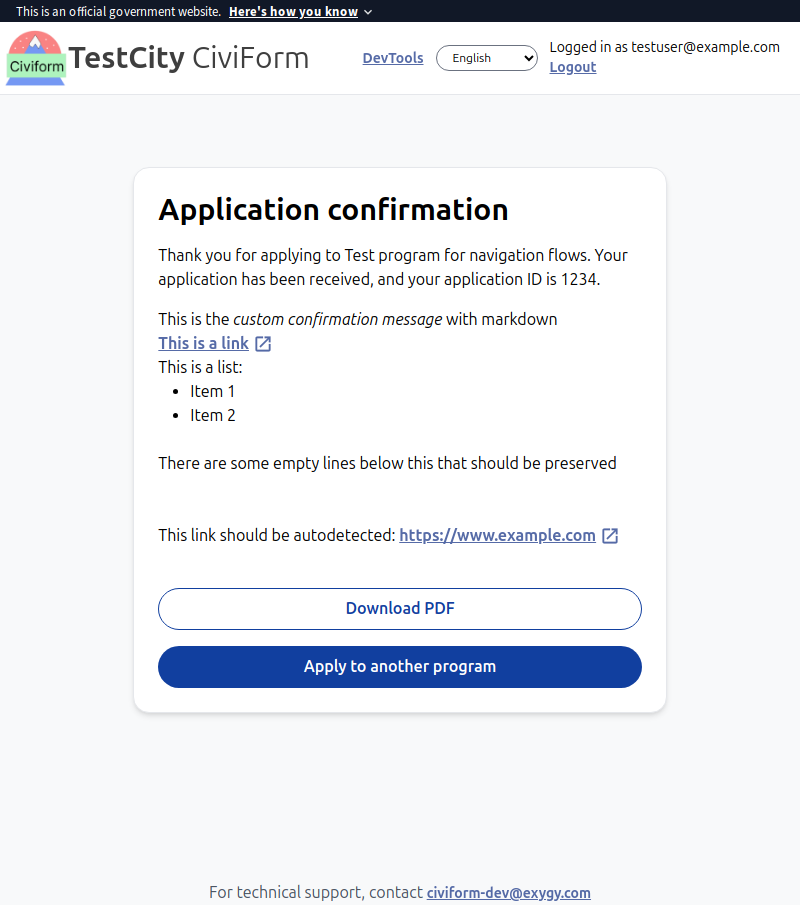 This is an official government website. Here's how you know
Civiform
TestCity CiviForm
DevTools
English
Logged in as testuser@example.com
Logout
Application confirmation
Thank you for applying to Test program for navigation flows. Your
application has been received, and your application ID is 1234.
This is the custom confirmation message with markdown
This is a link
This is a list:
• Item 1
• Item 2
There are some empty lines below this that should be preserved
This link should be autodetected: https://www.example.com
Download PDF
Apply to another program
For technical support, contact civiform-dev@exygy.com